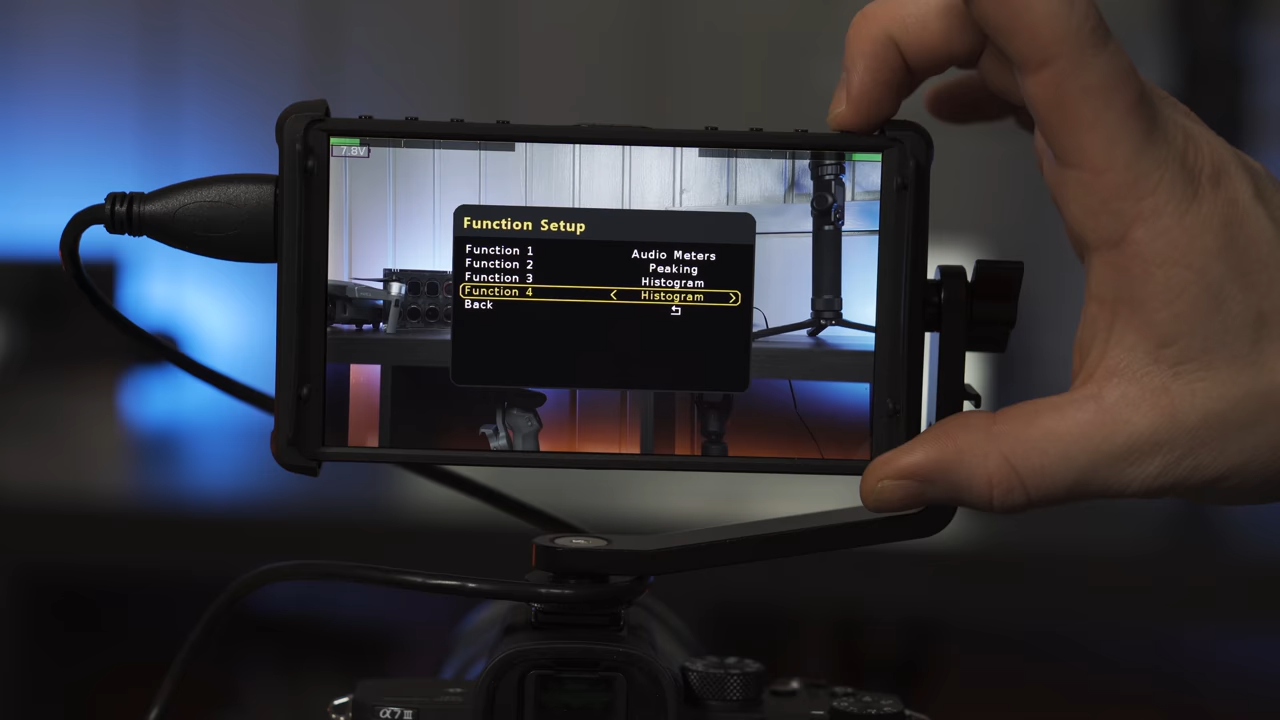 7.8V
Function Setup
Function 1 Audio Meters
Function 2 Peaking
Function 3 Histogram
Function 4 < Histogram >
Back
α7III